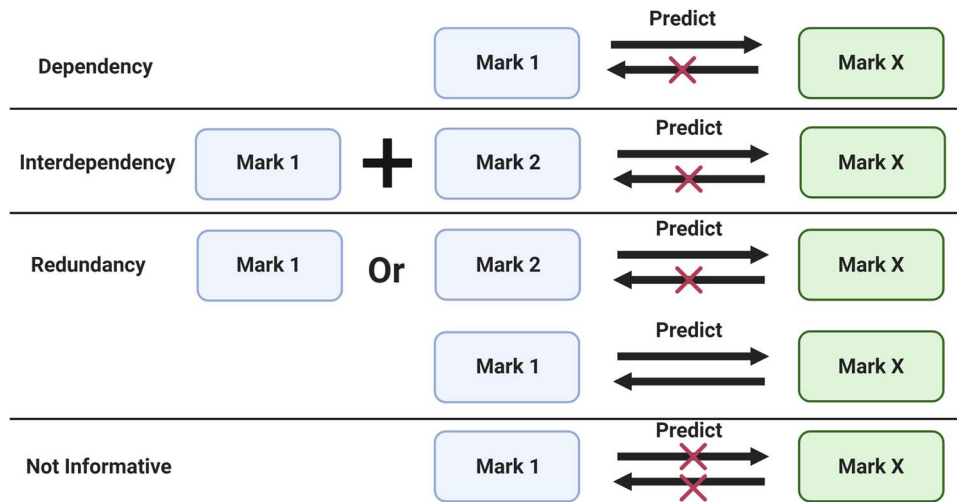 Predict
Dependency Mark 1 Mark X
Predict
Interdependency Mark 1 + Mark 2 Mark X
Predict
Redundancy Mark 1 Or Mark 2 Mark X
Predict
Mark 1 Mark X
Predict
Not Informative Mark 1 Mark X